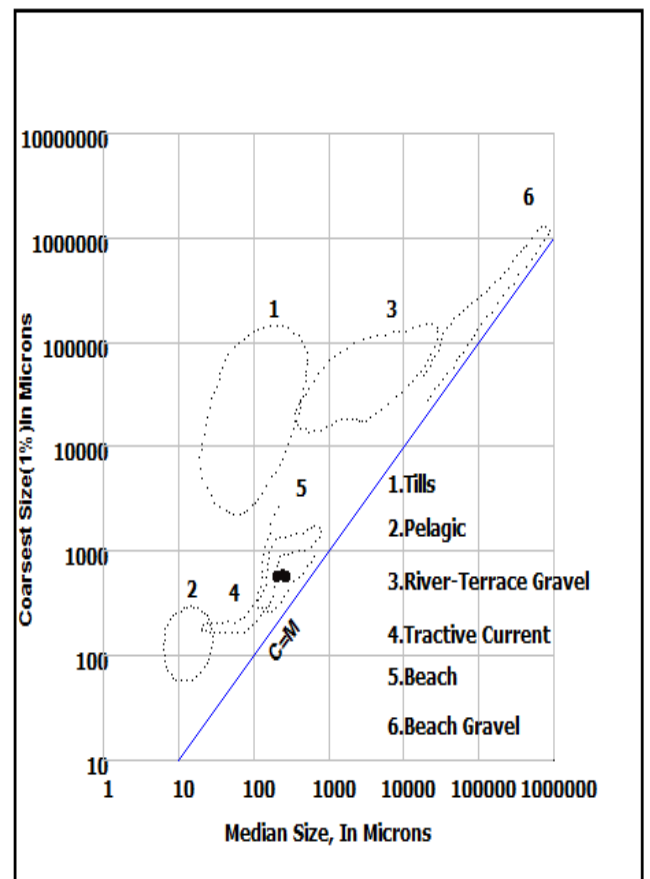 10000000
1000000
100000
10000
1000
100
10
Coarsest Size(1%)In Microns
6
1
3
5
2
4
C=M
1.Tills
2.Pelagic
3.River-Terrace Gravel
4.Tractive Current
5.Beach
6.Beach Gravel
1 10 100 1000 10000 100000 1000000
Median Size, In Microns